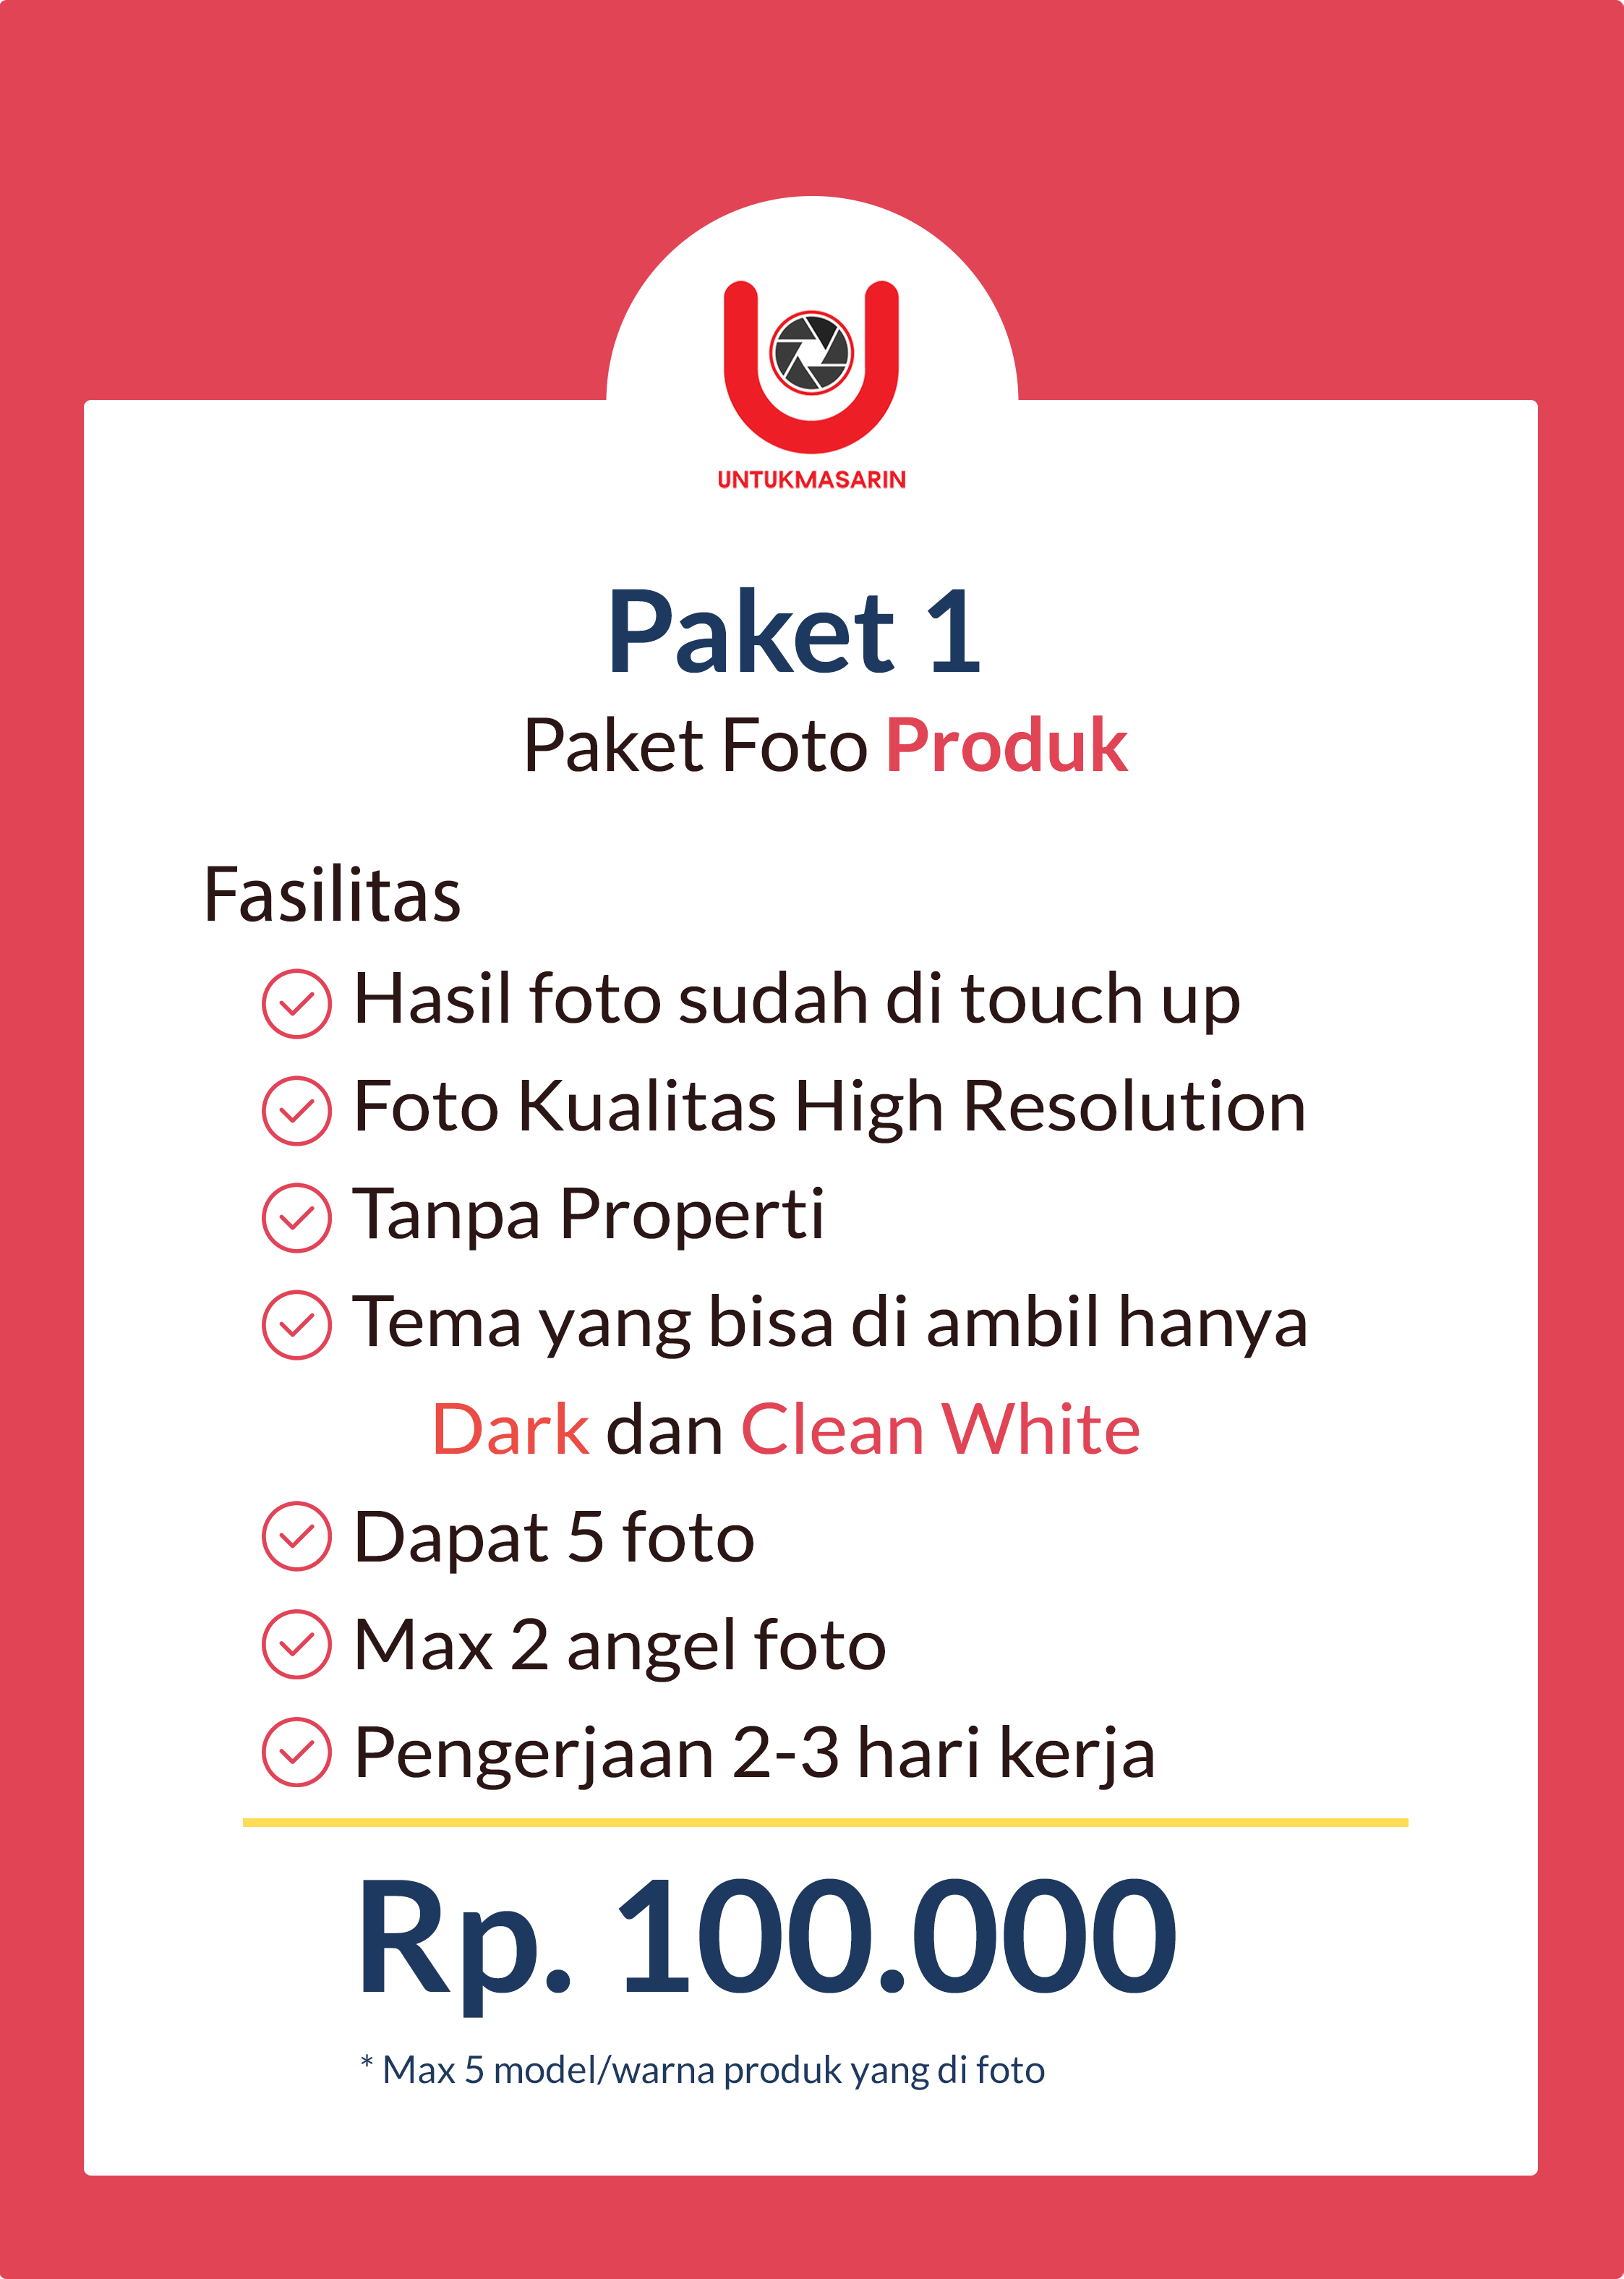 UNTUKMASARIN
Paket 1
Paket Foto Produk
Fasilitas
Hasil foto sudah di touch up
Foto Kualitas High Resolution
Tanpa Properti
Tema yang bisa di ambil hanya
Dark dan Clean White
Dapat 5 foto
Max 2 angel foto
Pengerjaan 2-3 hari kerja
Rp. 100.000
* Max 5 model/warna produk yang di foto